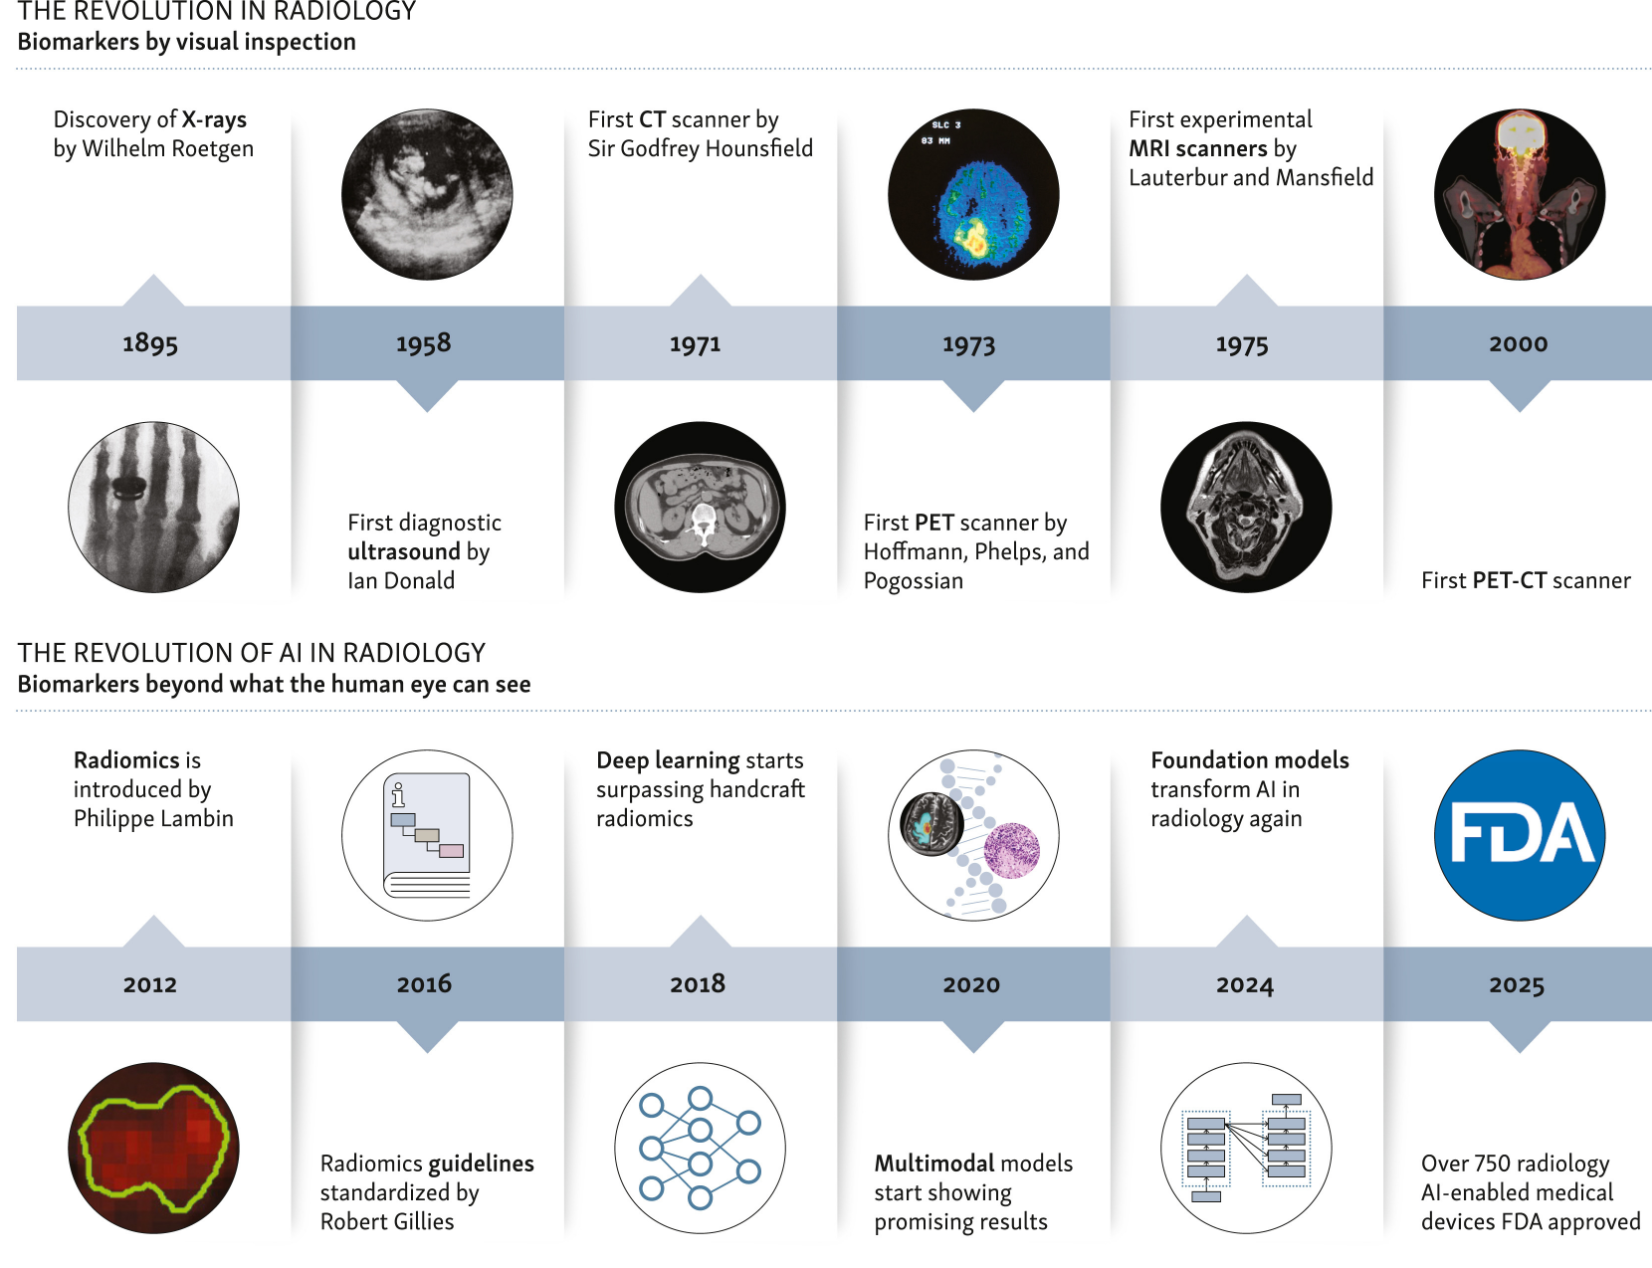 THE REVOLUTION IN RADIOLOGY
Biomarkers by visual inspection
Discovery of X-rays
by Wilhelm Roetgen
1895
1958
First diagnostic
ultrasound by
Ian Donald
First CT scanner by
Sir Godfrey Hounsfield
1971
SLC 3
83 MM
1973
First PET scanner by
Hoffmann, Phelps, and
Pogossian
First experimental
MRI scanners by
Lauterbur and Mansfield
1975
2000
First PET-CT scanner
THE REVOLUTION OF AI IN RADIOLOGY
Biomarkers beyond what the human eye can see
Radiomics is
introduced by
Philippe Lambin
2012
i
2016
Radiomics guidelines
standardized by
Robert Gillies
Deep learning starts
surpassing handcraft
radiomics
2018
2020
Multimodal models
start showing
promising results
Foundation models
transform AI in
radiology again
2024
FDA
2025
Over 750 radiology
AI-enabled medical
devices FDA approved